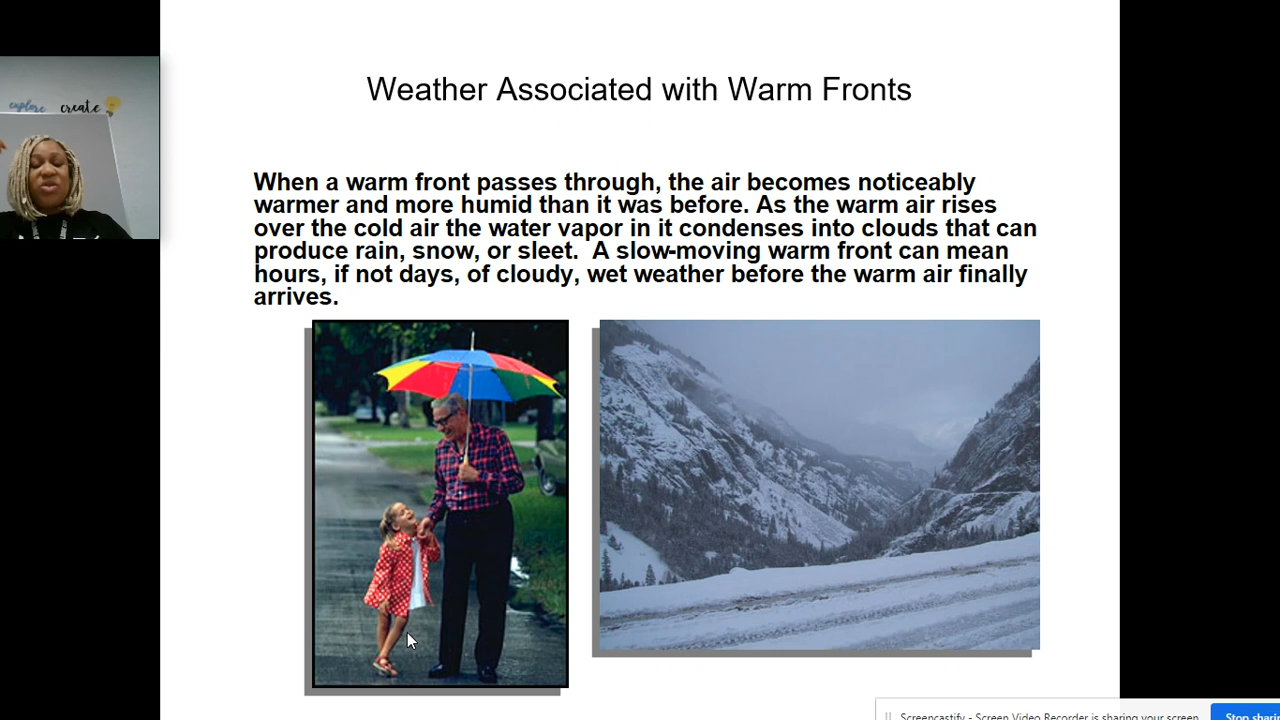 explore create
Weather Associated with Warm Fronts
When a warm front passes through, the air becomes noticeably
warmer and more humid than it was before. As the warm air rises
over the cold air the water vapor in it condenses into clouds that can
produce rain, snow, or sleet.  A slow-moving warm front can mean
hours, if not days, of cloudy, wet weather before the warm air finally
arrives.
Screencastify - Screen Video Recorder is sharing your screen.
Stop shari